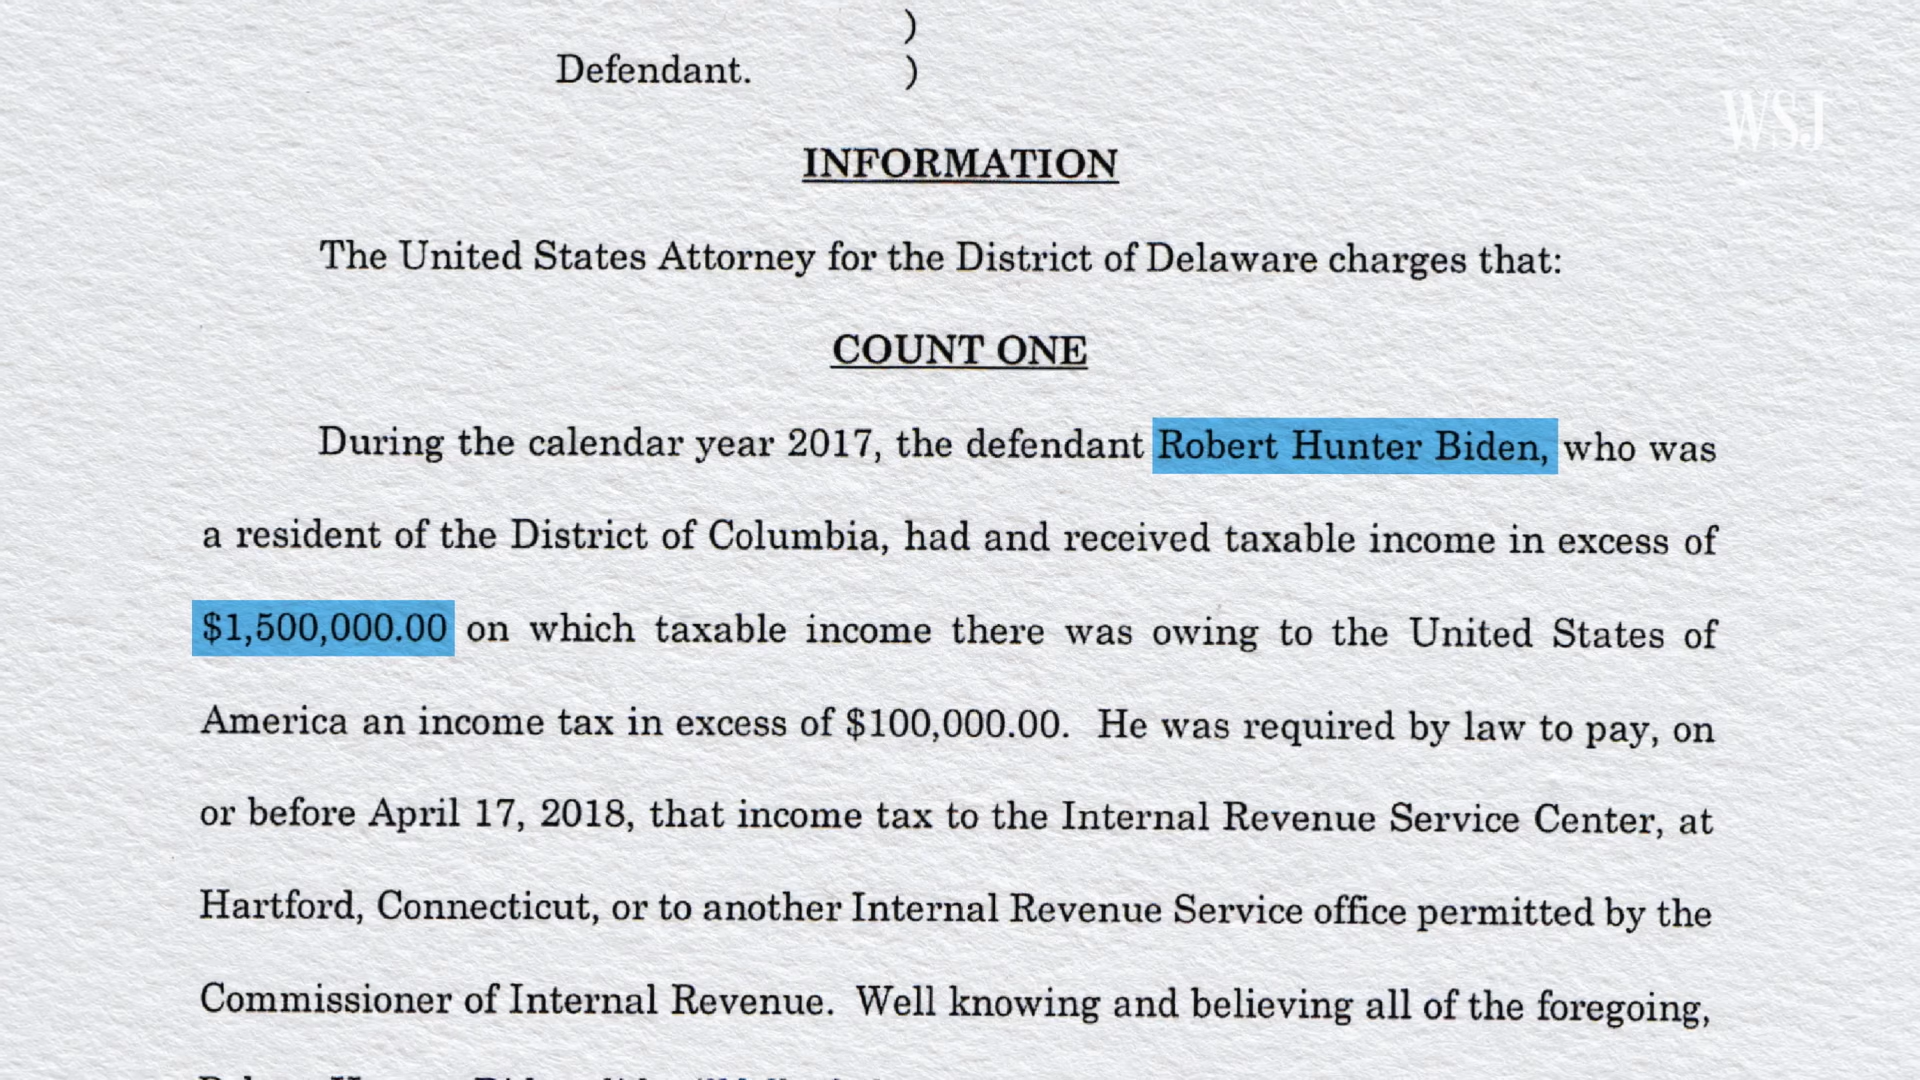 )
Defendant. )
WSJ
INFORMATION
The United States Attorney for the District of Delaware charges that:
COUNT ONE
During the calendar year 2017, the defendant Robert Hunter Biden, who was
a resident of the District of Columbia, had and received taxable income in excess of
$1,500,000.00 on which taxable income there was owing to the United States of
America an income tax in excess of $100,000.00. He was required by law to pay, on
or before April 17, 2018, that income tax to the Internal Revenue Service Center, at
Hartford, Connecticut, or to another Internal Revenue Service office permitted by the
Commissioner of Internal Revenue. Well knowing and believing all of the foregoing,